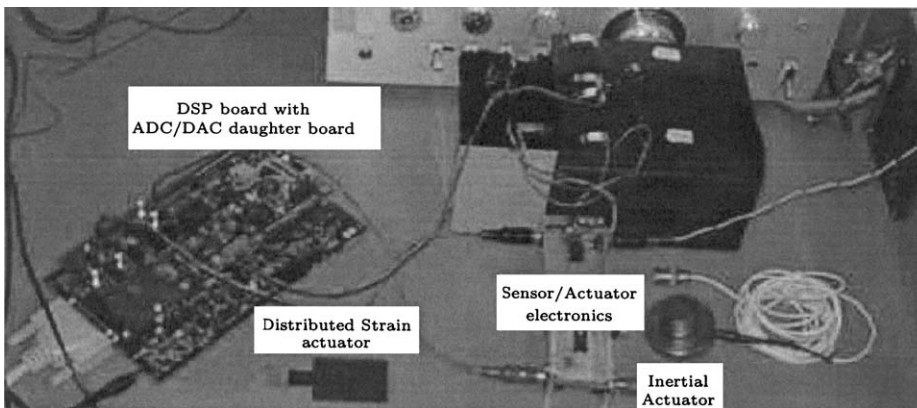 DSP board with
ADC/DAC daughter board
Sensor/Actuator
electronics
Distributed Strain
actuator
Inertial
Actuator